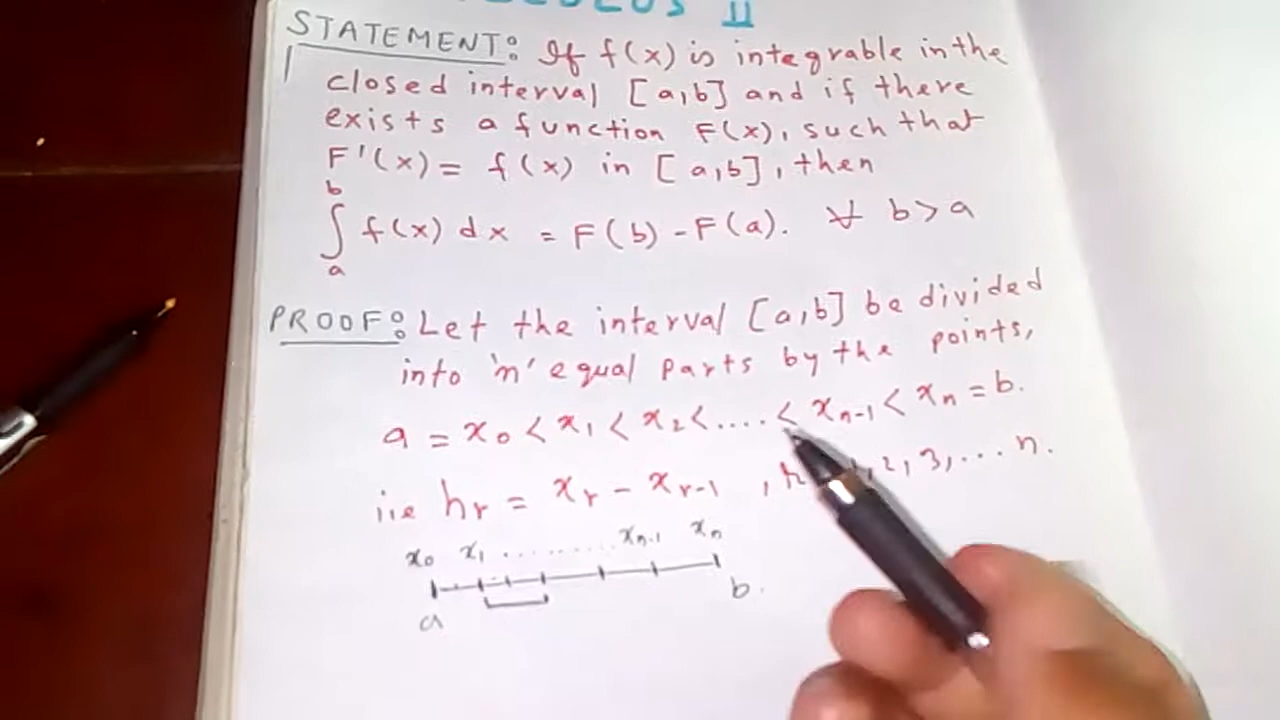 II
STATEMENT: If f(x) is integrable in the
closed interval [a,b] and if there
exists a function F(x), such that
F'(x) = f(x) in [a,b], then
∫_a^b f(x) dx = F(b) - F(a). ∀ b > a
PROOF: Let the interval [a,b] be divided
into 'n' equal parts by the points,
a = x₀ < x₁ < x₂ < .... < xₙ₋₁ < xₙ = b.
i.e hᵣ = xᵣ - xᵣ₋₁ , 2, 3, ... n.
x₀ x₁ ......... xₙ₋₁ xₙ
a b.